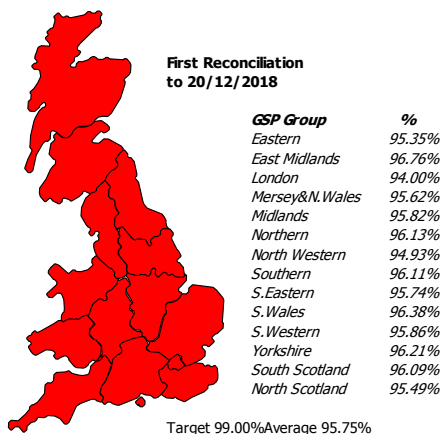 First Reconciliation
to 20/12/2018
GSP Group %
Eastern 95.35%
East Midlands 96.76%
London 94.00%
Mersey&N.Wales 95.62%
Midlands 95.82%
Northern 96.13%
North Western 94.93%
Southern 96.11%
S.Eastern 95.74%
S.Wales 96.38%
S.Western 95.86%
Yorkshire 96.21%
South Scotland 96.09%
North Scotland 95.49%
Target 99.00%Average 95.75%